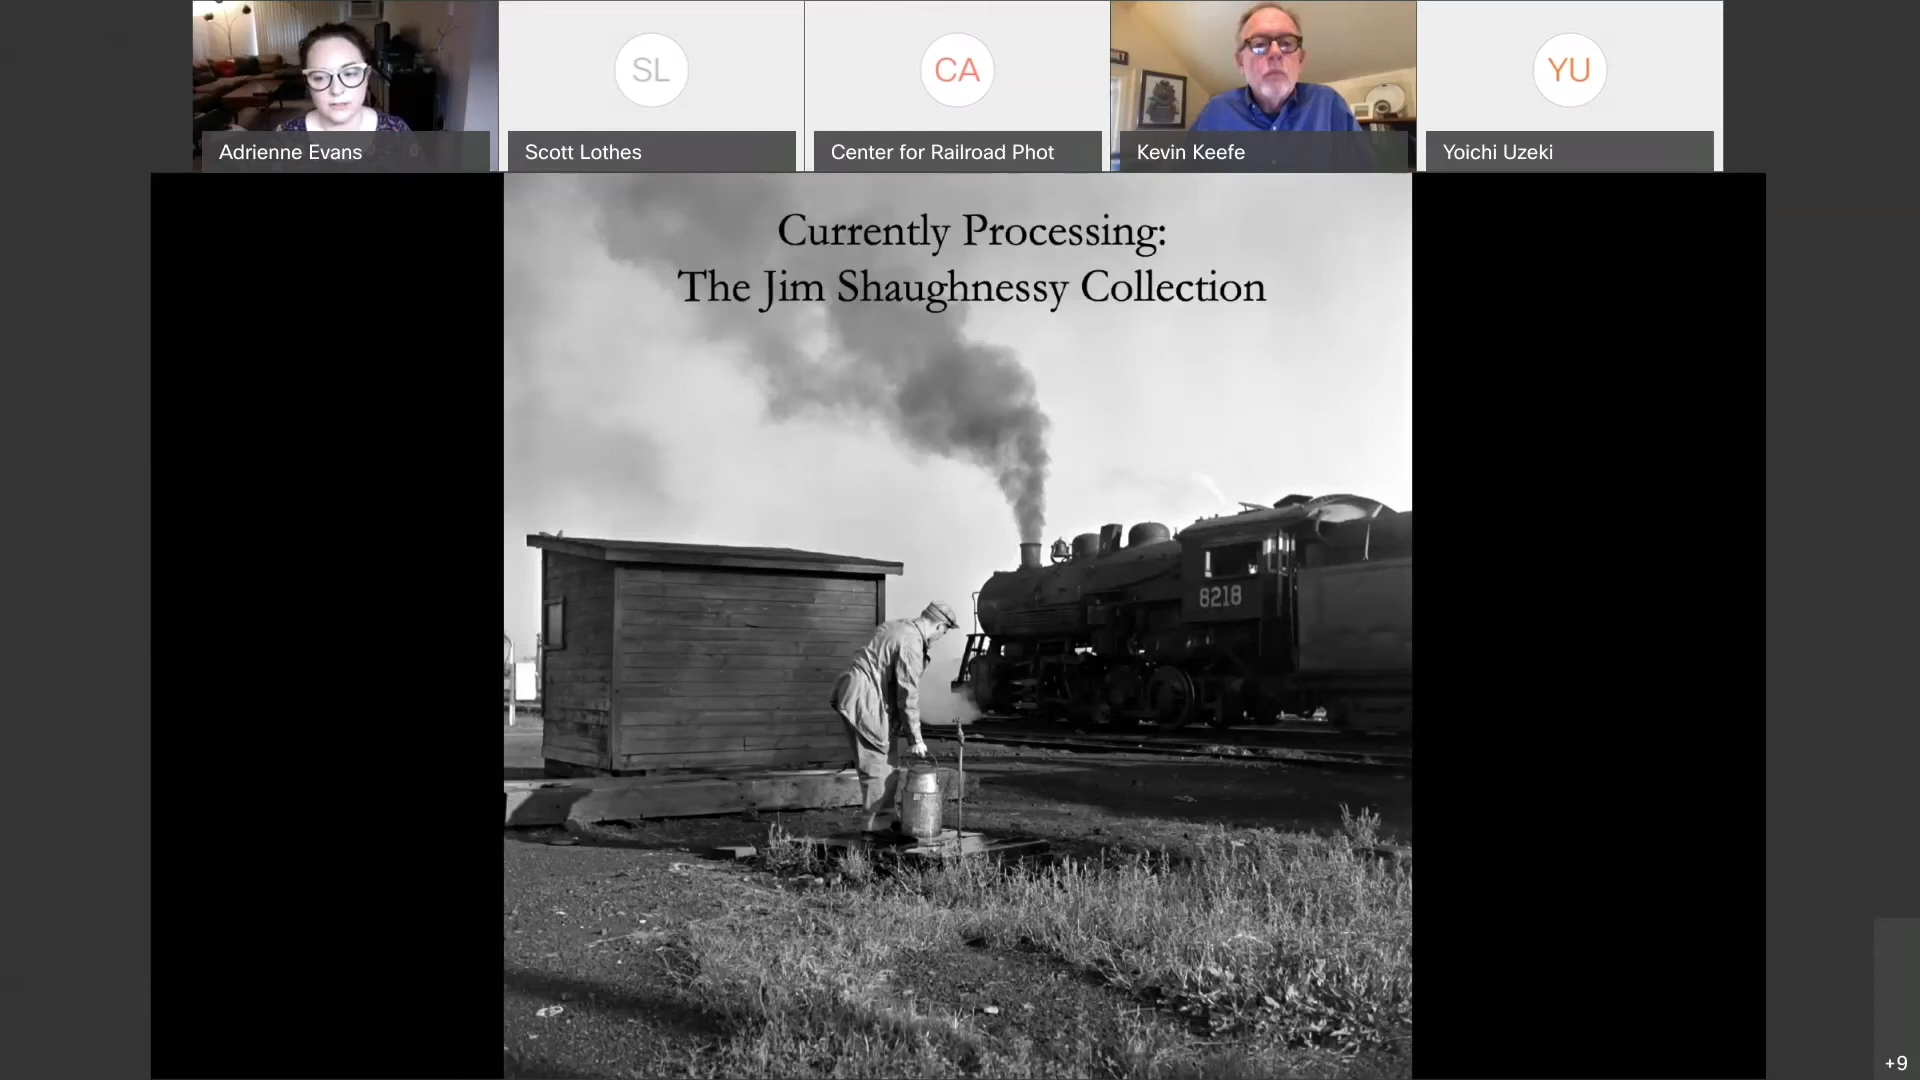 SL
CA
YU
Adrienne Evans
Scott Lothes
Center for Railroad Phot
Kevin Keefe
Yoichi Uzeki
Currently Processing:
The Jim Shaughnessy Collection
8218
+9